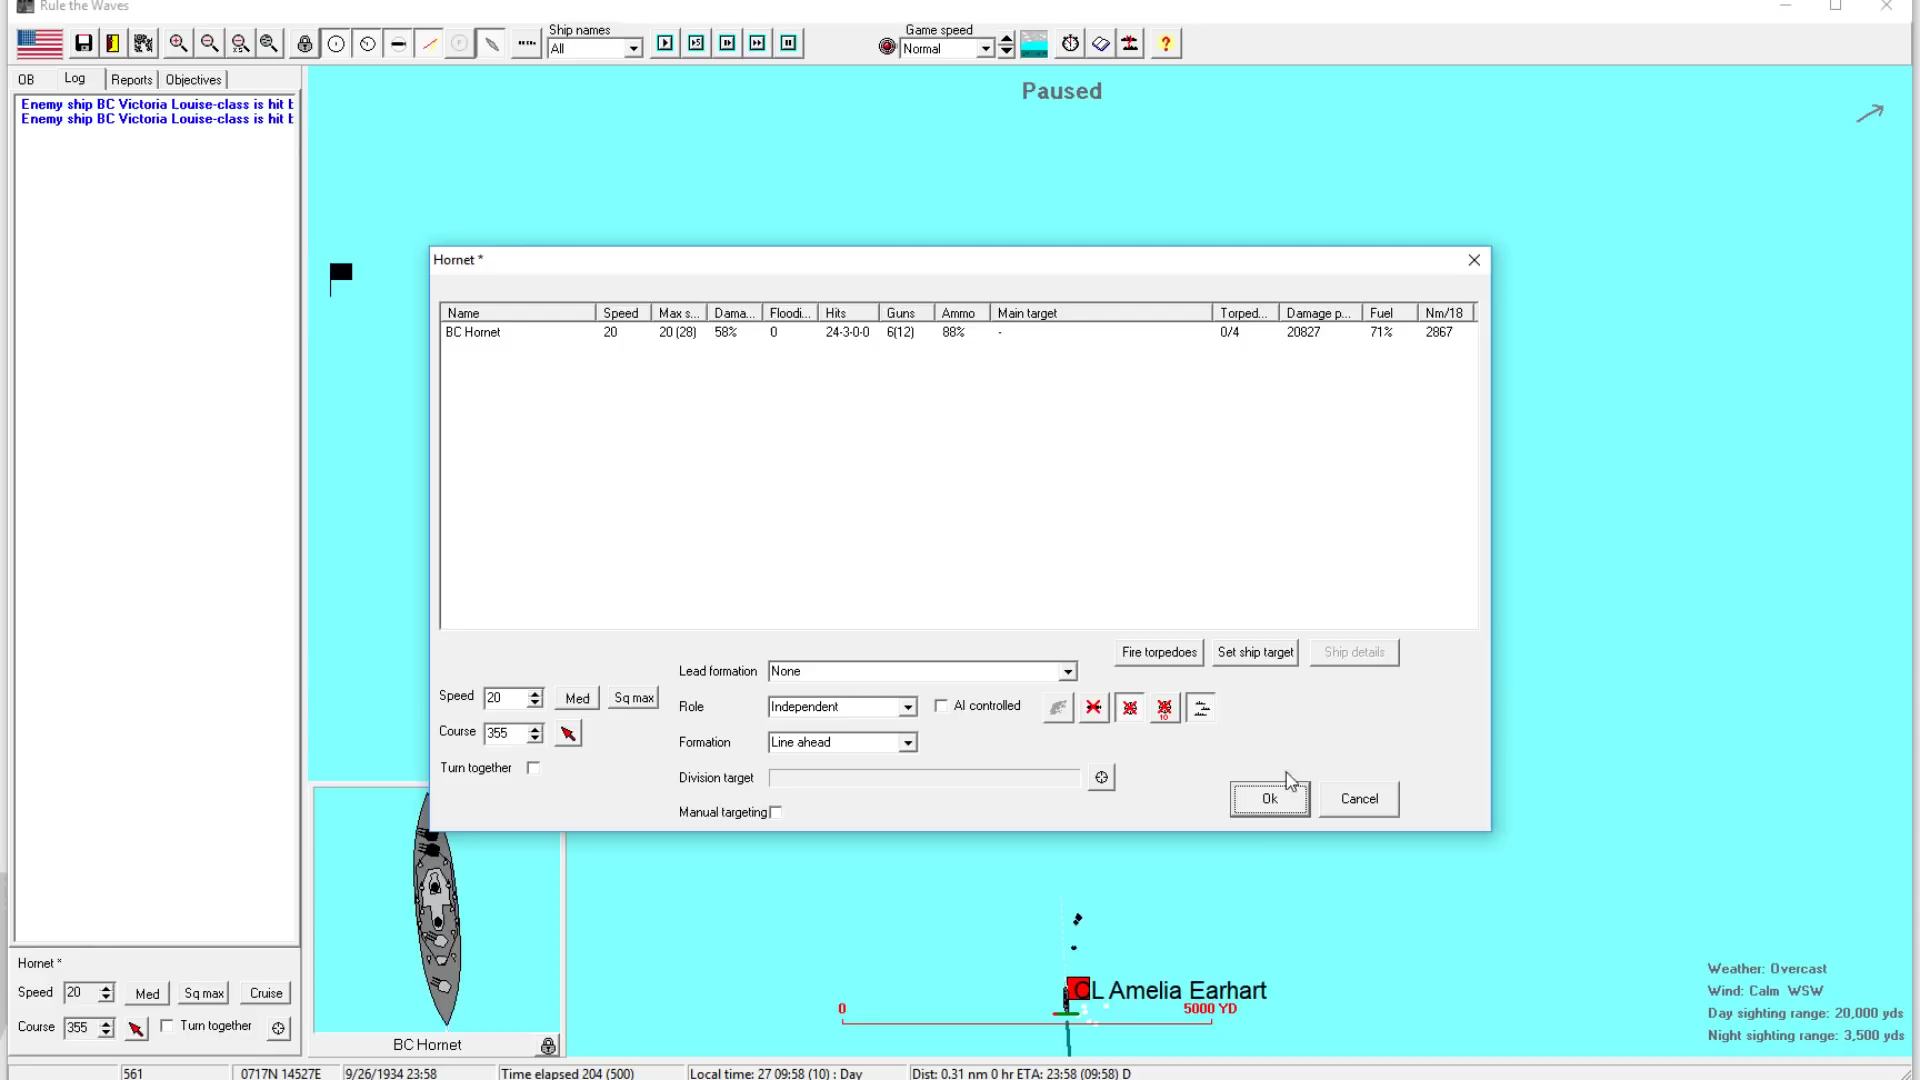 Rule the Waves
Ship names
All
x5
x5
Game speed
Normal
?
OB
Log
Reports
Objectives
Enemy ship BC Victoria Louise-class is hit b
Enemy ship BC Victoria Louise-class is hit b
Paused
Hornet *
Name Speed Max s... Dama... Floodi... Hits Guns Ammo Main target Torped... Damage p... Fuel Nm/18
BC Hornet 20 20 (28) 58% 0 24-3-0-0 6(12) 88% - 0/4 20827 71% 2867
Fire torpedoes Set ship target Ship details
Lead formation None
Speed 20 Med Sq max
Role Independent AI controlled
10
Course 355
Formation Line ahead
Turn together
Division target
Ok Cancel
Manual targeting
CL Amelia Earhart
0 5000 YD
Hornet *
Speed 20 Med Sq max Cruise
Course 355 Turn together
BC Hornet
Weather: Overcast
Wind: Calm WSW
Day sighting range: 20,000 yds
Night sighting range: 3,500 yds
561 0717N 14527E 9/26/1934 23:58 Time elapsed 204 (500) Local time: 27 09:58 (10) : Day Dist: 0.31 nm 0 hr ETA: 23:58 (09:58) D